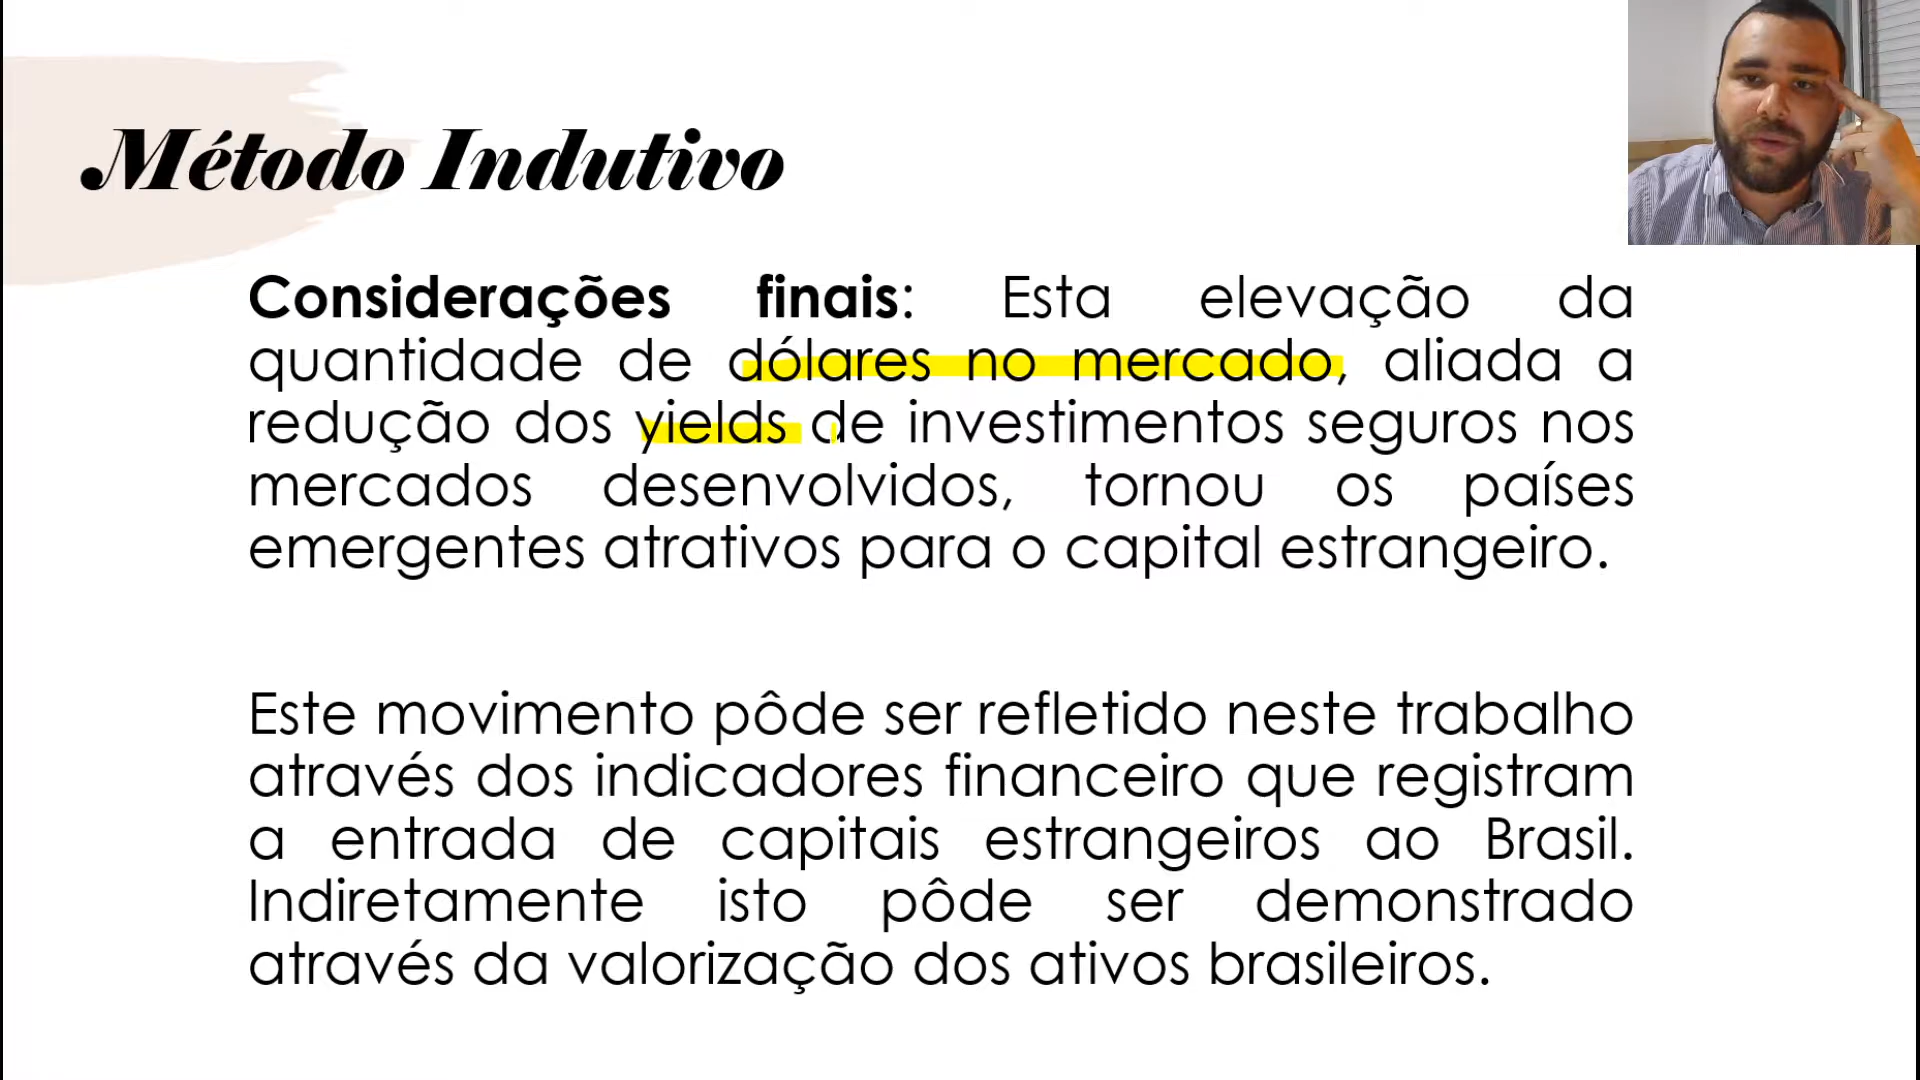 Método Indutivo
Considerações finais: Esta elevação da
quantidade de dólares no mercado, aliada a
redução dos yields de investimentos seguros nos
mercados desenvolvidos, tornou os países
emergentes atrativos para o capital estrangeiro.
Este movimento pôde ser refletido neste trabalho
através dos indicadores financeiro que registram
a entrada de capitais estrangeiros ao Brasil.
Indiretamente isto pôde ser demonstrado
através da valorização dos ativos brasileiros.